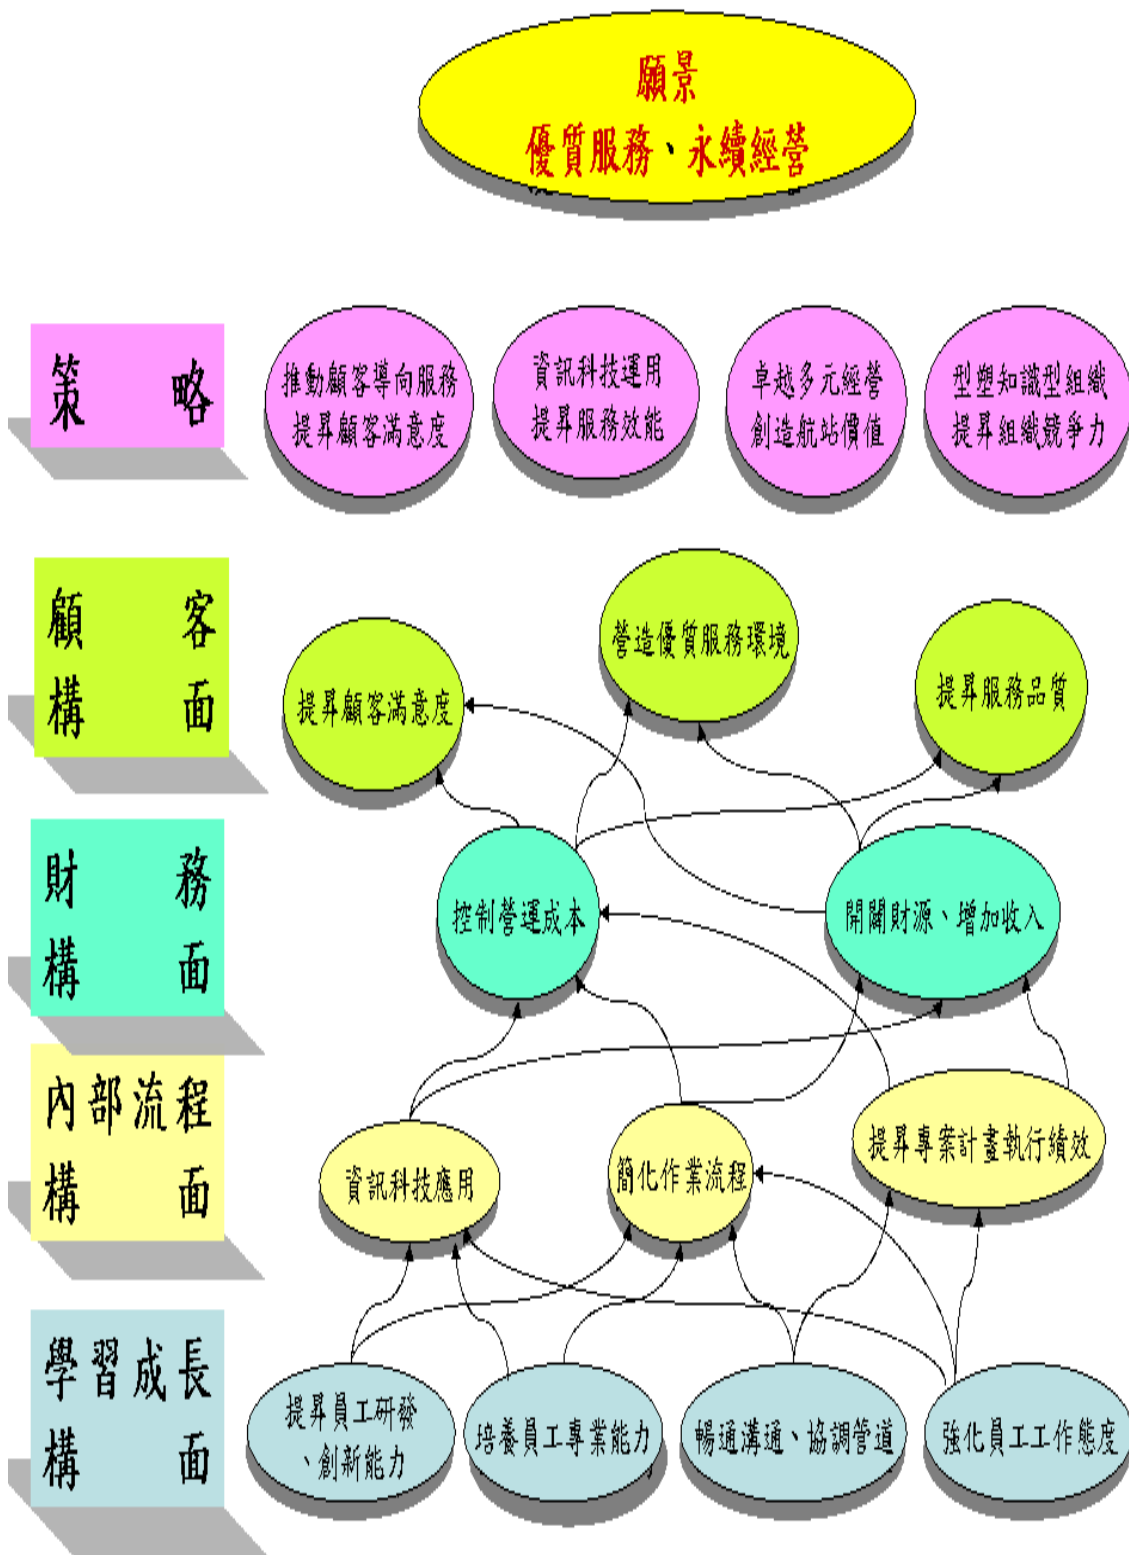 願景
優質服務、永續經營
策略
推動顧客導向服務
提昇顧客滿意度
資訊科技運用
提昇服務效能
卓越多元經營
創造航站價值
型塑知識型組織
提昇組織競爭力
顧客
構面
提昇顧客滿意度
營造優質服務環境
提昇服務品質
財務
構面
控制營運成本
開闢財源、增加收入
內部流程
構面
資訊科技應用
簡化作業流程
提昇專案計畫執行績效
學習成長
構面
提昇員工研發
、創新能力
培養員工專業能力
暢通溝通、協調管道
強化員工工作態度